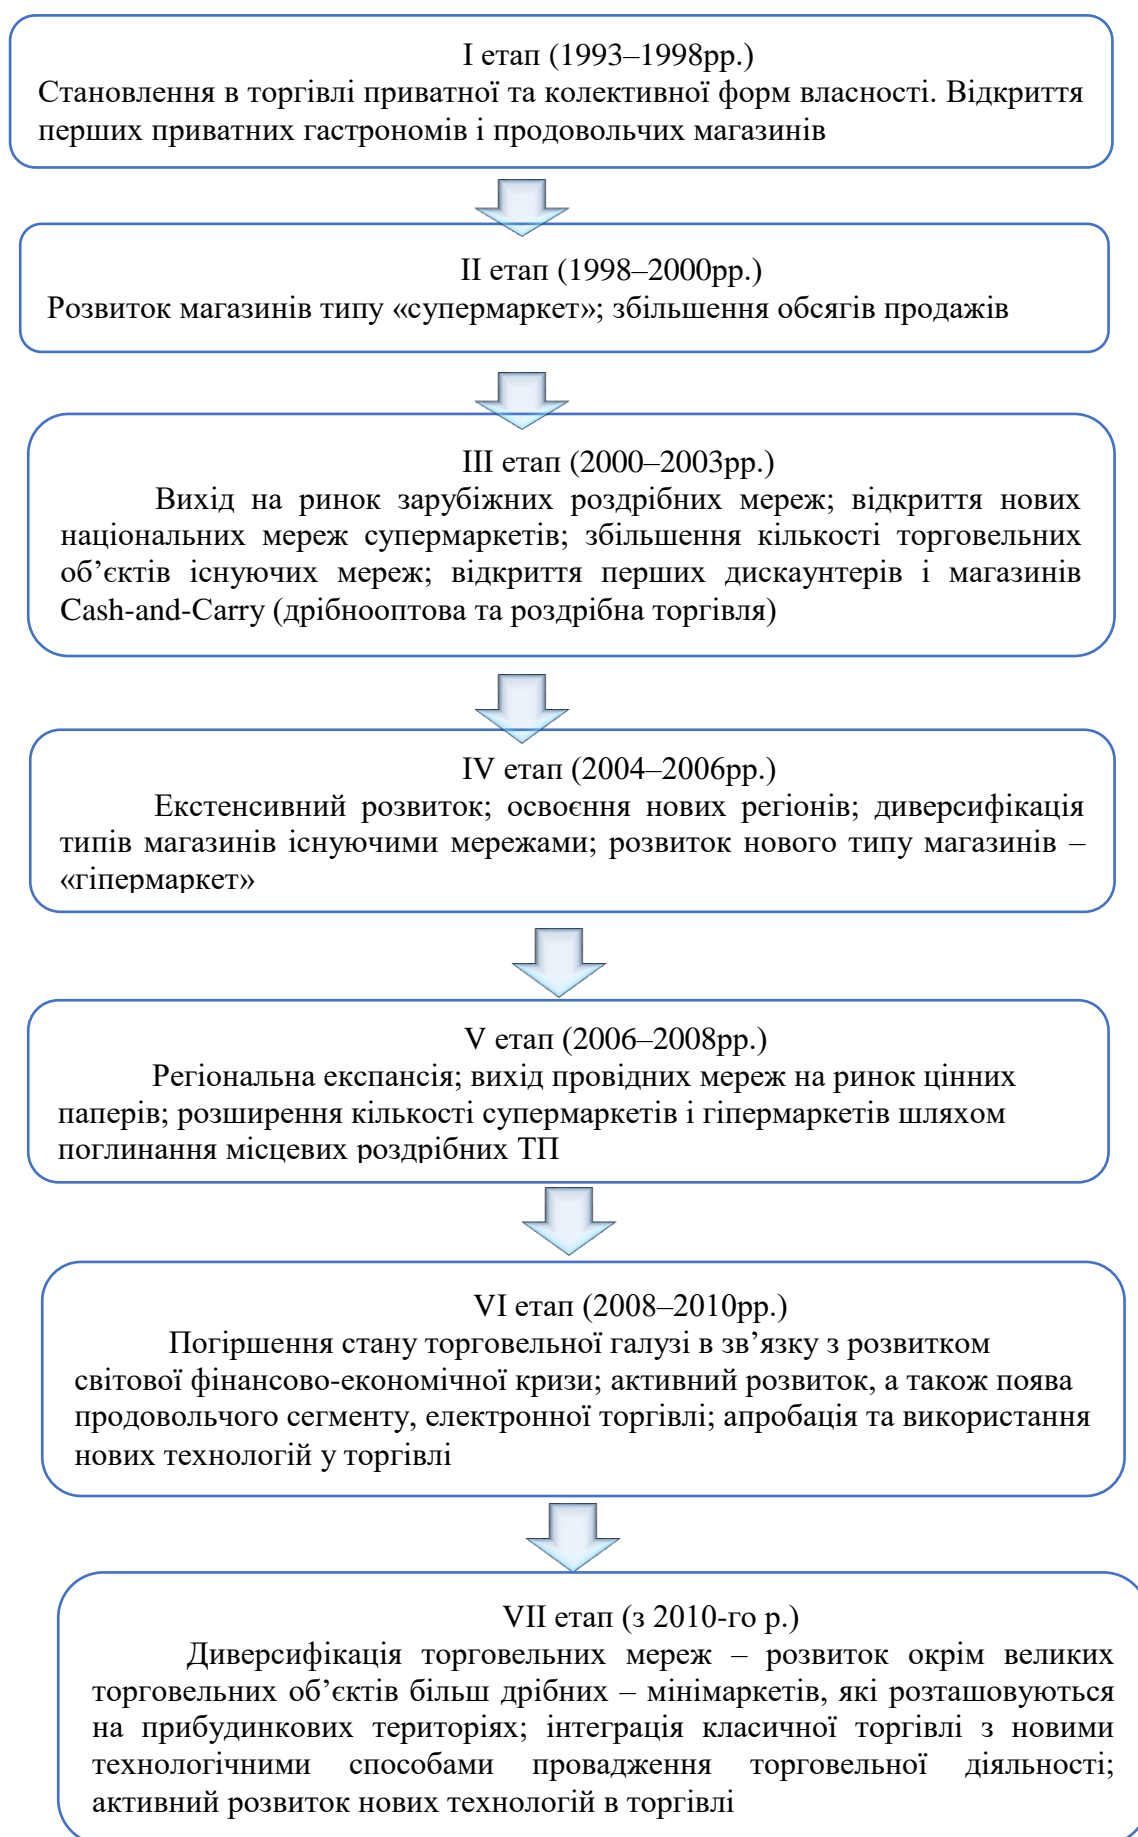 I етап (1993–1998рр.)
Становлення в торгівлі приватної та колективної форм власності. Відкриття
перших приватних гастрономів і продовольчих магазинів
II етап (1998–2000рр.)
Розвиток магазинів типу «супермаркет»; збільшення обсягів продажів
III етап (2000–2003рр.)
Вихід на ринок зарубіжних роздрібних мереж; відкриття нових
національних мереж супермаркетів; збільшення кількості торговельних
об’єктів існуючих мереж; відкриття перших дискаунтерів і магазинів
Cash-and-Carry (дрібнооптова та роздрібна торгівля)
IV етап (2004–2006рр.)
Екстенсивний розвиток; освоєння нових регіонів; диверсифікація
типів магазинів існуючими мережами; розвиток нового типу магазинів –
«гіпермаркет»
V етап (2006–2008рр.)
Регіональна експансія; вихід провідних мереж на ринок цінних
паперів; розширення кількості супермаркетів і гіпермаркетів шляхом
поглинання місцевих роздрібних ТП
VI етап (2008–2010рр.)
Погіршення стану торговельної галузі в зв’язку з розвитком
світової фінансово-економічної кризи; активний розвиток, а також поява
продовольчого сегменту, електронної торгівлі; апробація та використання
нових технологій у торгівлі
VII етап (з 2010-го р.)
Диверсифікація торговельних мереж – розвиток окрім великих
торговельних об’єктів більш дрібних – мінімаркетів, які розташовуються
на прибудинкових територіях; інтеграція класичної торгівлі з новими
технологічними способами провадження торговельної діяльності;
активний розвиток нових технологій в торгівлі